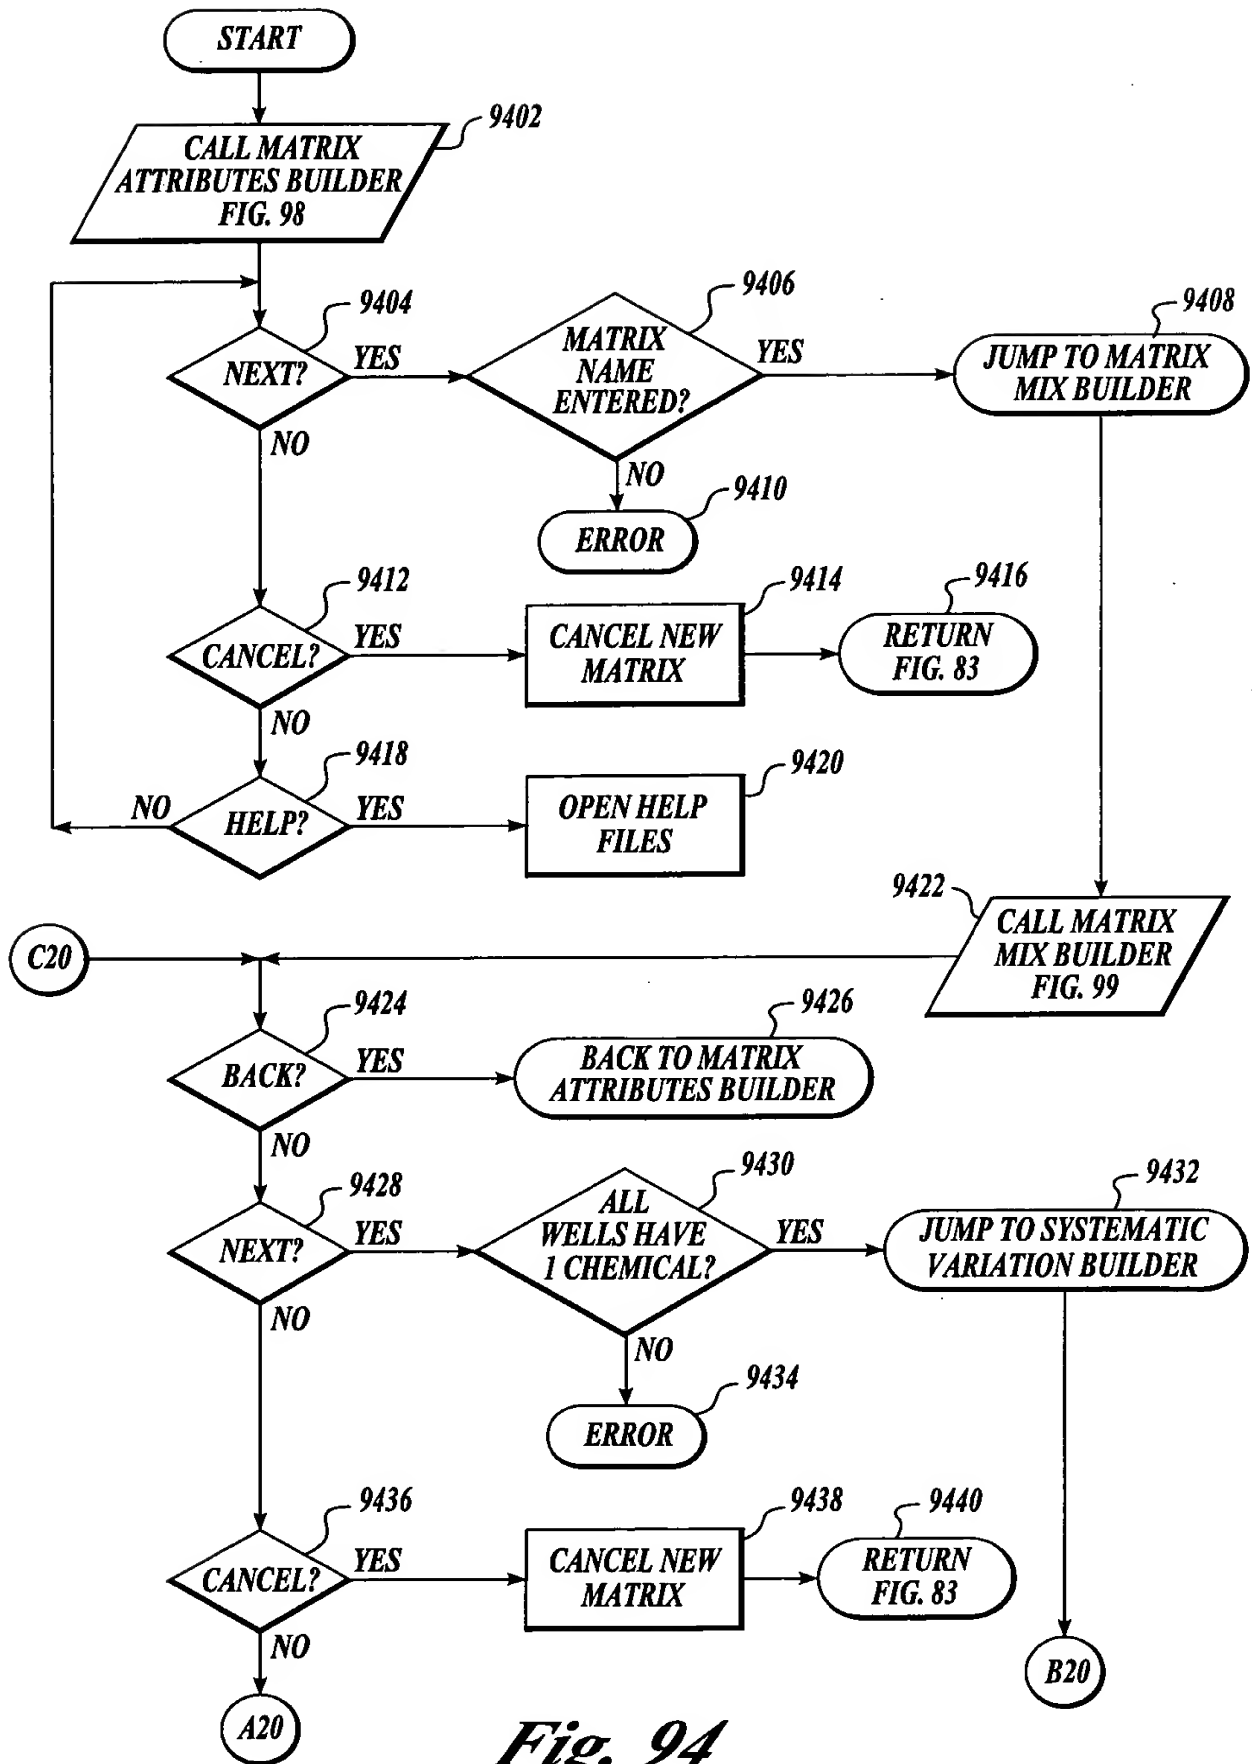 START
9402
CALL MATRIX
ATTRIBUTES BUILDER
FIG. 98
9404
NEXT?
YES
NO
9406
MATRIX
NAME
ENTERED?
YES
NO
9408
JUMP TO MATRIX
MIX BUILDER
9410
ERROR
9412
CANCEL?
YES
NO
9414
CANCEL NEW
MATRIX
9416
RETURN
FIG. 83
9418
HELP?
NO
YES
9420
OPEN HELP
FILES
9422
CALL MATRIX
MIX BUILDER
FIG. 99
C20
9424
BACK?
YES
NO
9426
BACK TO MATRIX
ATTRIBUTES BUILDER
9428
NEXT?
YES
NO
9430
ALL
WELLS HAVE
1 CHEMICAL?
YES
NO
9432
JUMP TO SYSTEMATIC
VARIATION BUILDER
9434
ERROR
9436
CANCEL?
YES
NO
9438
CANCEL NEW
MATRIX
9440
RETURN
FIG. 83
B20
A20
Fig. 94